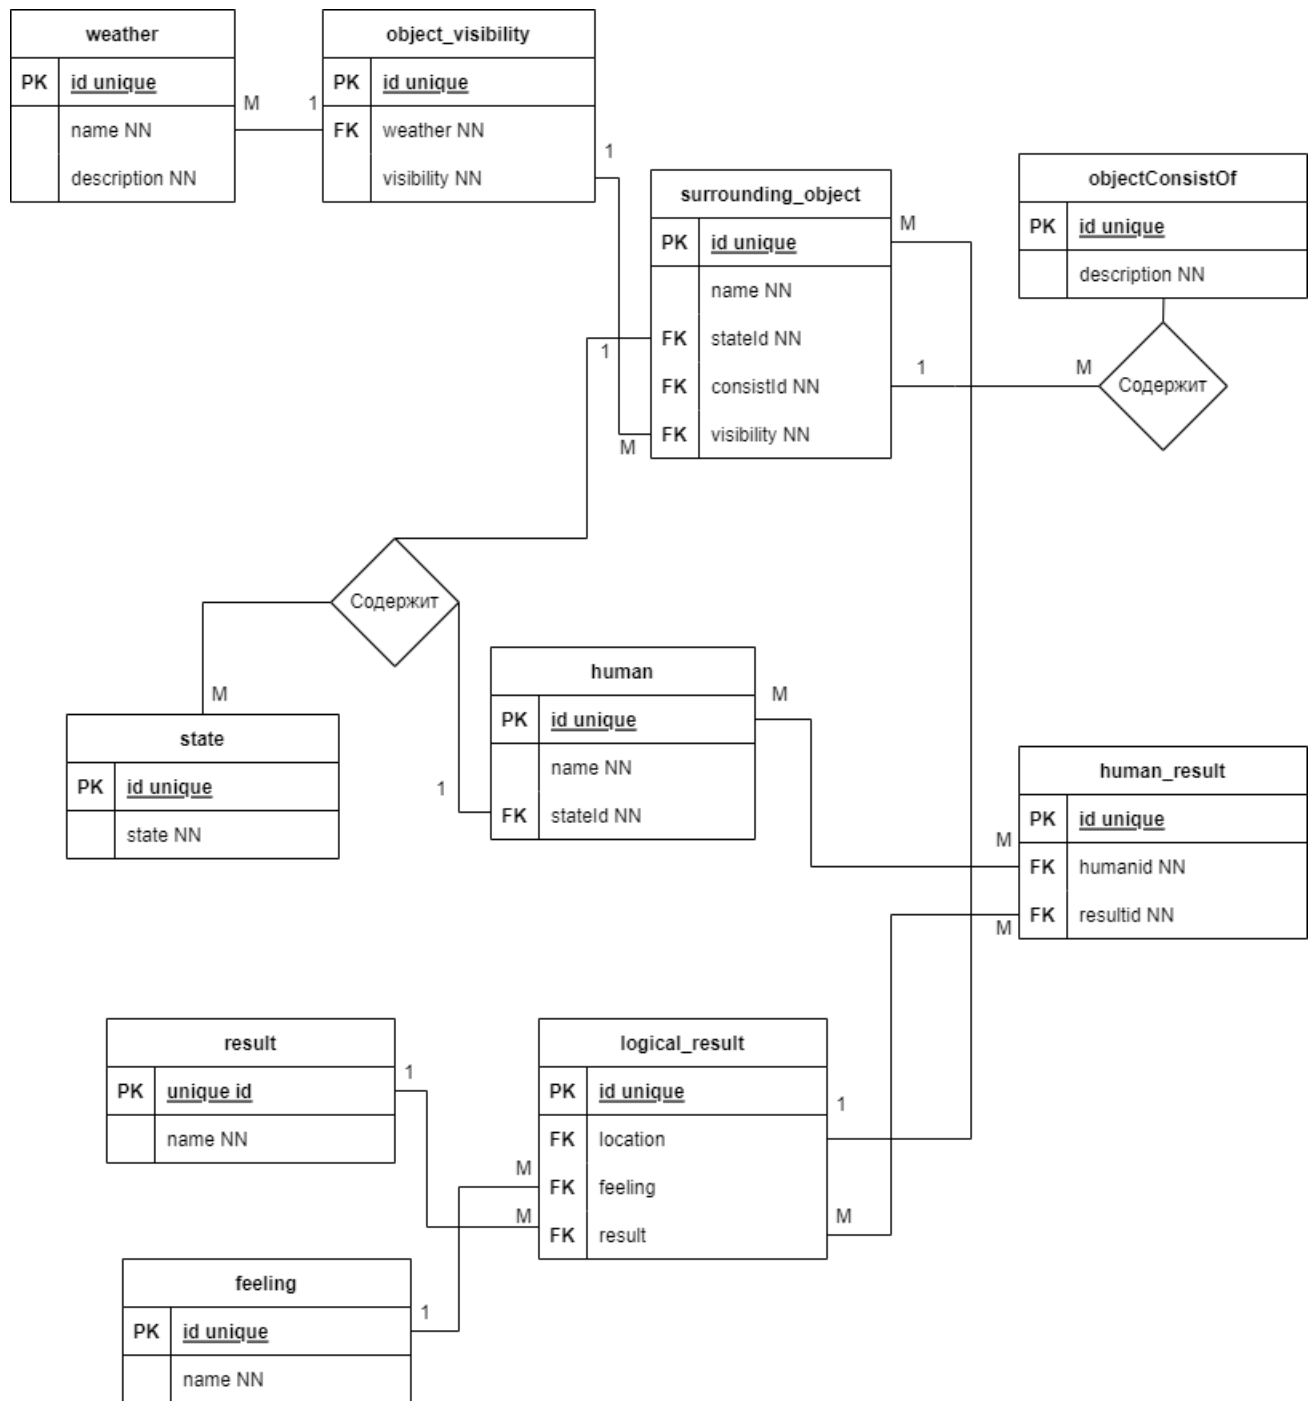 weather
PK id unique
name NN
description NN
M
1
object_visibility
PK id unique
FK weather NN
visibility NN
1
M
surrounding_object
PK id unique
name NN
FK stateId NN
FK consistId NN
FK visibility NN
M
1
1
M
objectConsistOf
PK id unique
description NN
Содержит
Содержит
M
1
state
PK id unique
state NN
human
PK id unique
name NN
FK stateId NN
M
M
M
human_result
PK id unique
FK humanid NN
FK resultid NN
result
PK unique id
name NN
1
M
M
logical_result
PK id unique
FK location
FK feeling
FK result
1
M
feeling
PK id unique
name NN
1